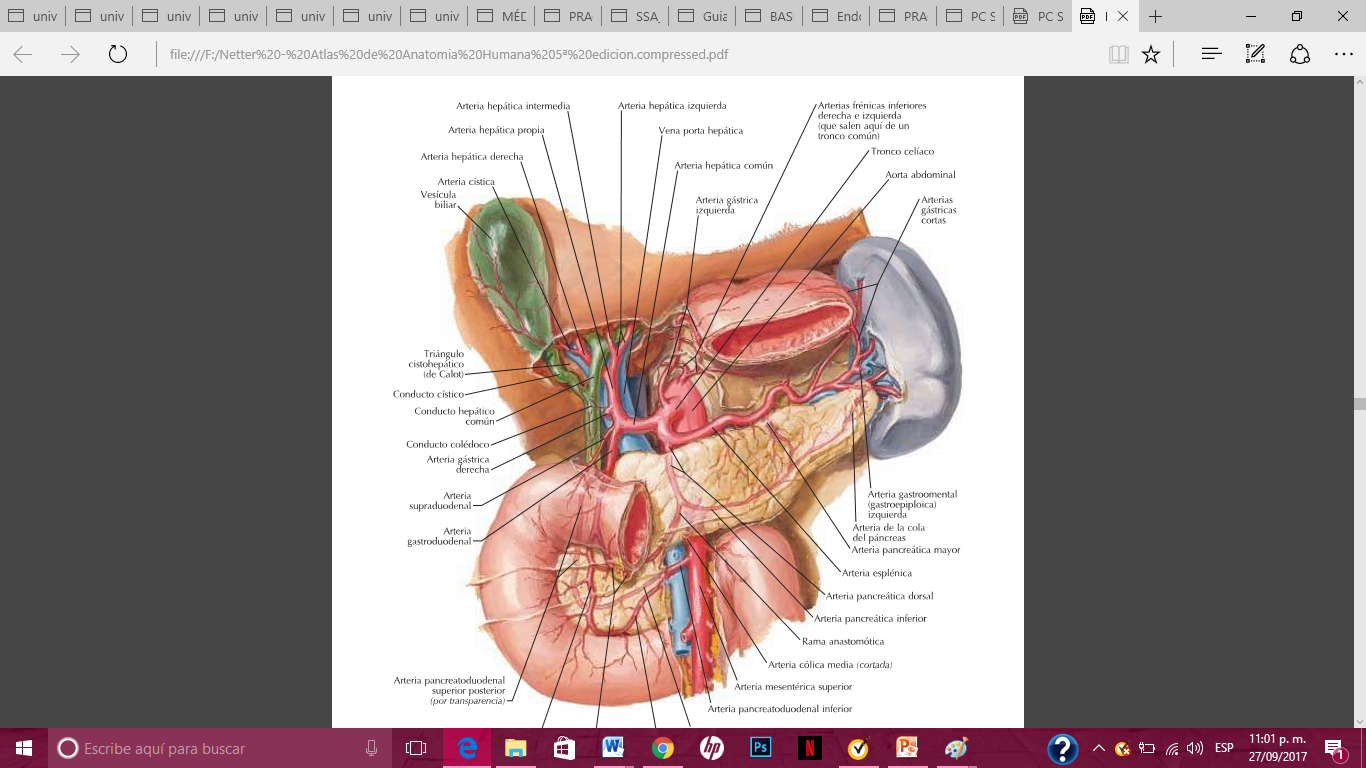 univ
univ
univ
univ
univ
univ
univ
MÉD
PRA
SSA
Guia
BAS
Endo
PRA
PC S
PC S
file:///F:/Netter%20-%20Atlas%20de%20Anatomia%20Humana%205ª%20edicion.compressed.pdf
Arteria hepática intermedia
Arteria hepática propia
Arteria hepática derecha
Arteria cística
Vesícula
biliar
Arteria hepática izquierda
Vena porta hepática
Arteria hepática común
Arteria gástrica
izquierda
Arterias frénicas inferiores
derecha e izquierda
(que salen aquí de un
tronco común)
Tronco celíaco
Aorta abdominal
Arterias
gástricas
cortas
Triángulo
cistohepático
(de Calot)
Conducto cístico
Conducto hepático
común
Conducto colédoco
Arteria gástrica
derecha
Arteria
supraduodenal
Arteria
gastroduodenal
Arteria gastroomental
(gastroepiploica)
izquierda
Arteria de la cola
del páncreas
Arteria pancreática mayor
Arteria esplénica
Arteria pancreática dorsal
Arteria pancreática inferior
Rama anastomótica
Arteria cólica media (cortada)
Arteria mesentérica superior
Arteria pancreatoduodenal inferior
Arteria pancreatoduodenal
superior posterior
(por transparencia)
Escribe aquí para buscar
hp
Ps
N
ESP
11:01 p. m.
27/09/2017
1